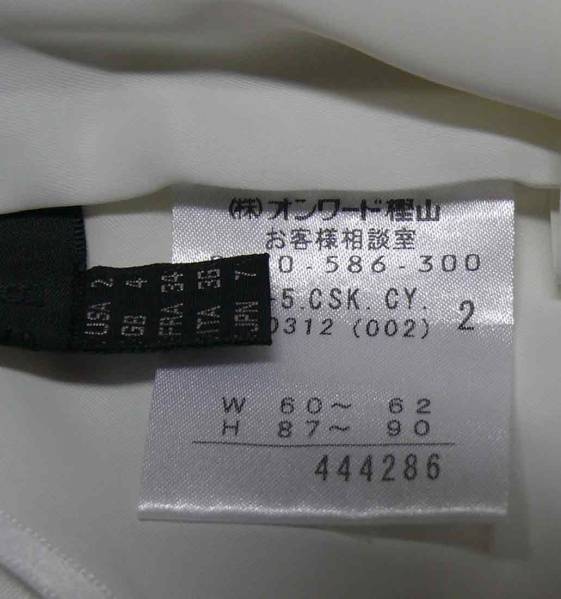 (株)オンワード樫山
お客様相談室
0-586-300
5.CSK.CY.
0312 (002) 2
W 60～ 62
H 87～ 90
444286
USA 2
GB 4
FRA 34
ITA 36
JPN 7